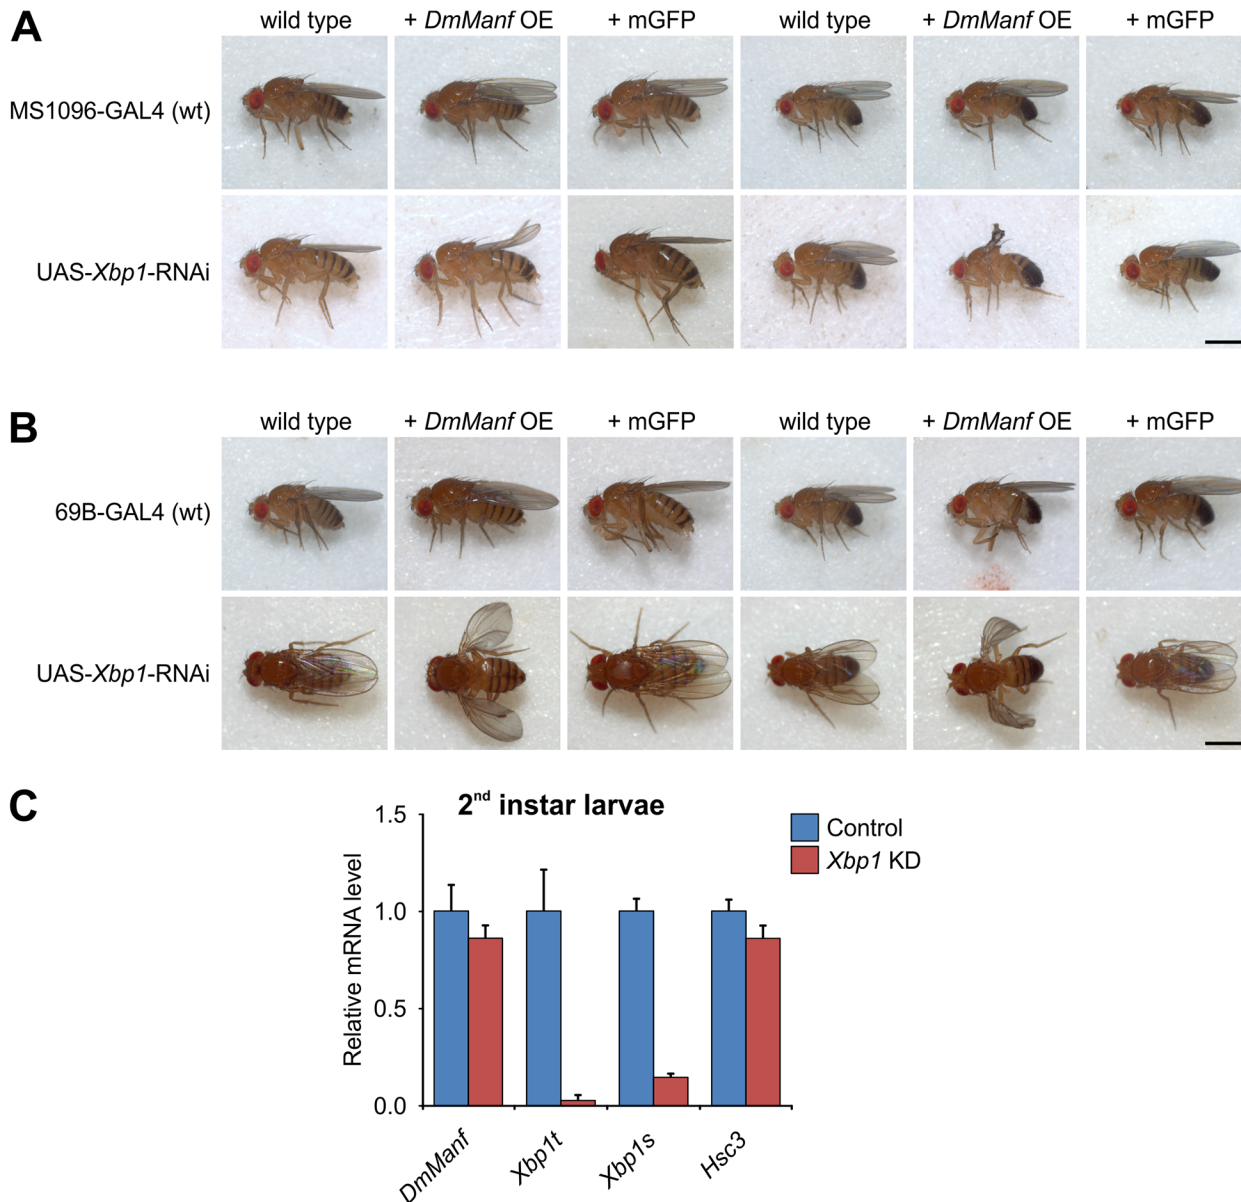 A
wild type + DmManf OE + mGFP wild type + DmManf OE + mGFP
MS1096-GAL4 (wt)
UAS-Xbp1-RNAi
B
wild type + DmManf OE + mGFP wild type + DmManf OE + mGFP
69B-GAL4 (wt)
UAS-Xbp1-RNAi
C
2nd instar larvae
Relative mRNA level
1.5
1.0
0.5
0.0
DmManf
Xbp1t
Xbp1s
Hsc3
Control
Xbp1 KD